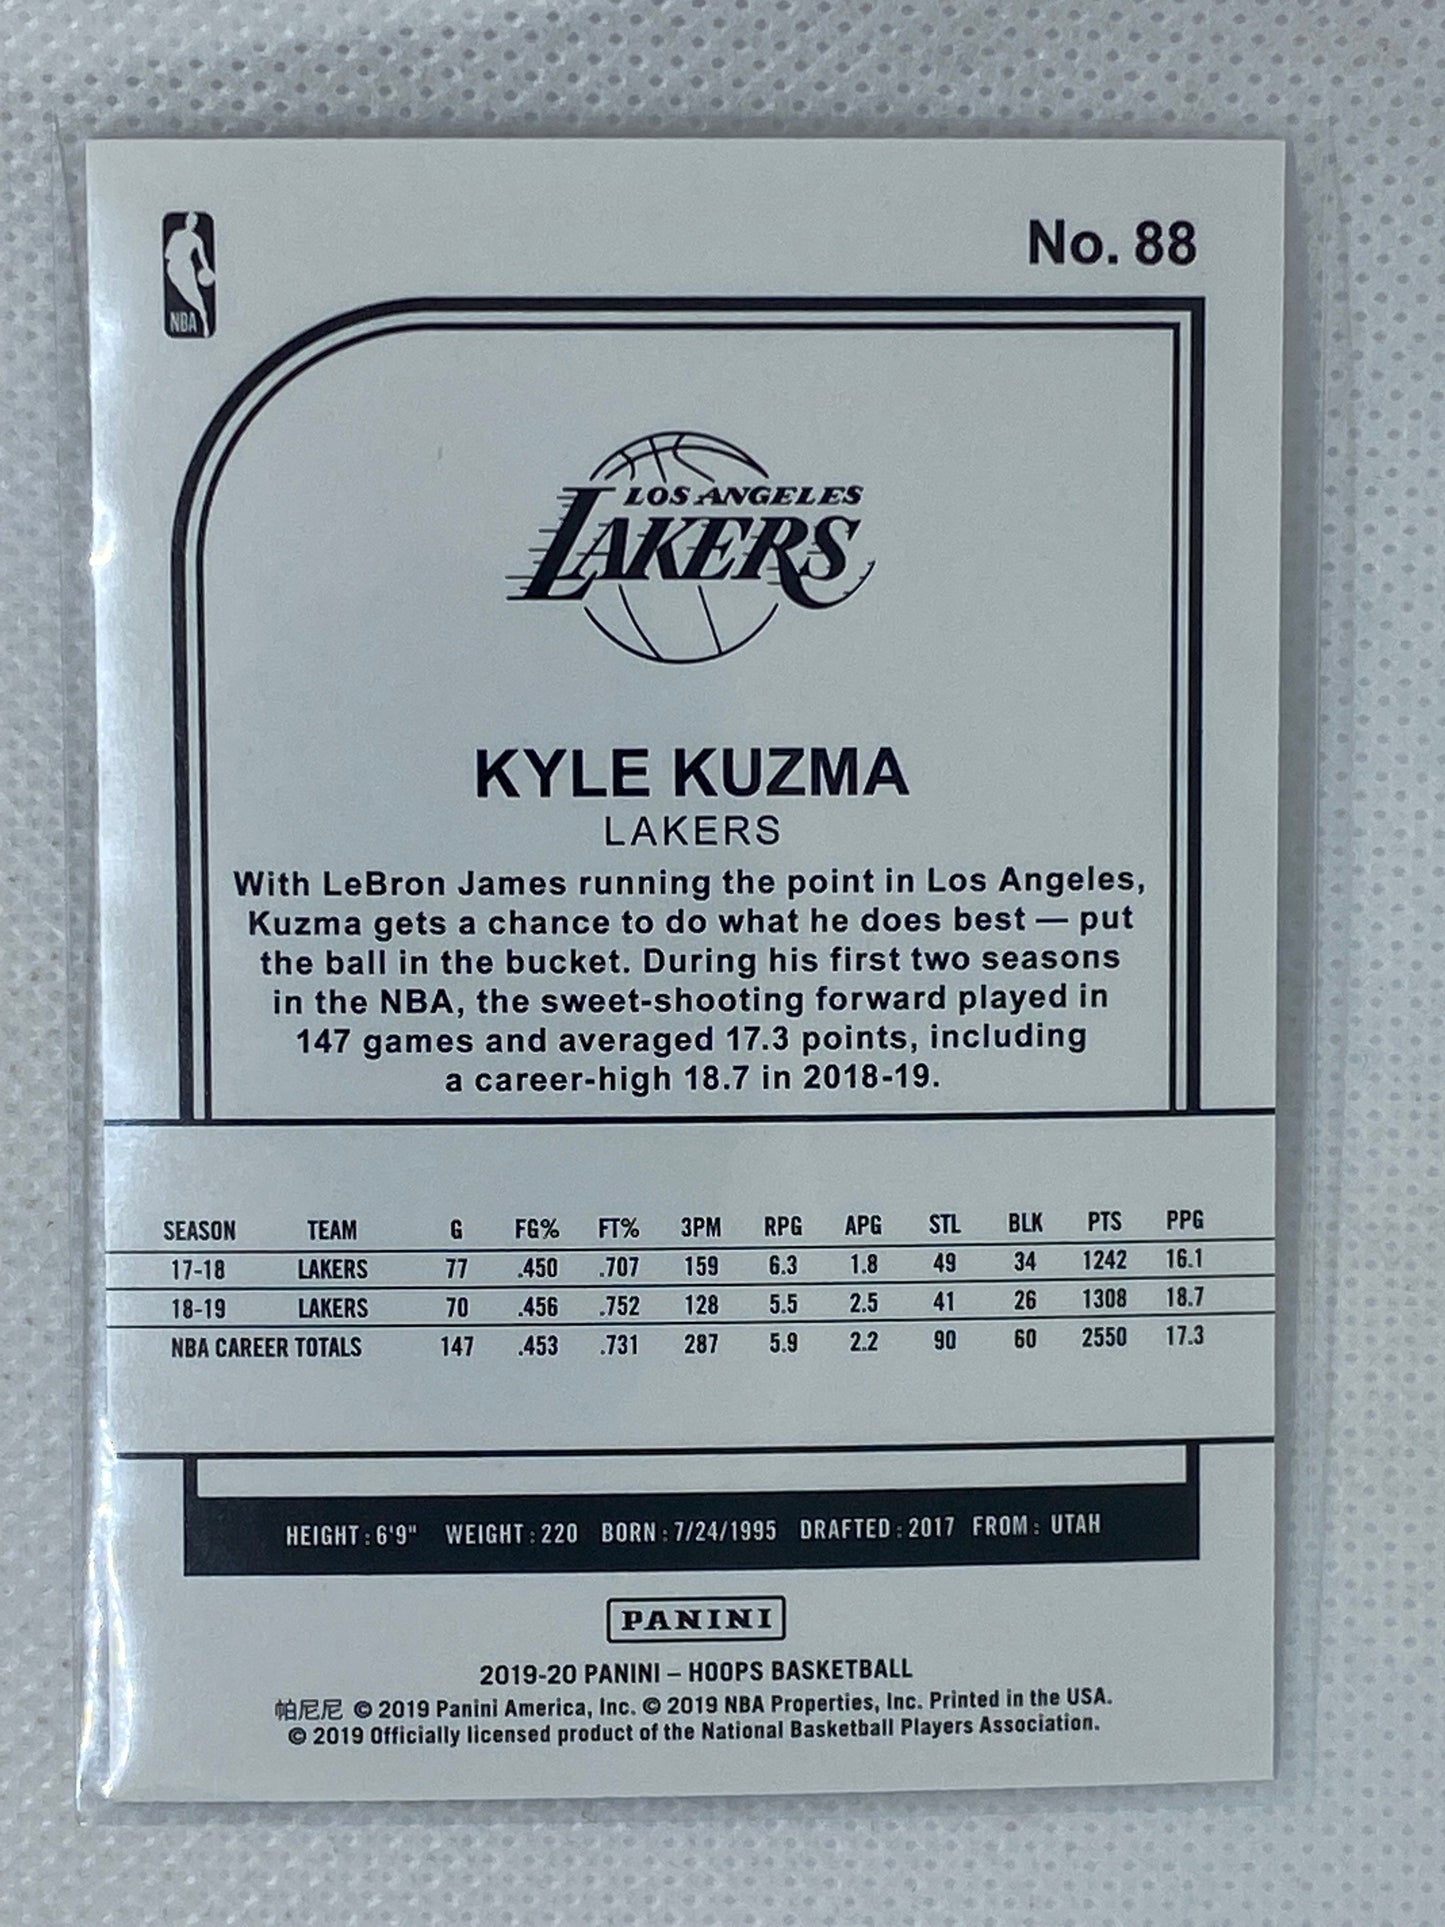 No. 88
NBA
LOS ANGELES
LAKERS
KYLE KUZMA
LAKERS
With LeBron James running the point in Los Angeles,
Kuzma gets a chance to do what he does best — put
the ball in the bucket. During his first two seasons
in the NBA, the sweet-shooting forward played in
147 games and averaged 17.3 points, including
a career-high 18.7 in 2018-19.
SEASON TEAM G FG% FT% 3PM RPG APG STL BLK PTS PPG
17-18 LAKERS 77 .450 .707 159 6.3 1.8 49 34 1242 16.1
18-19 LAKERS 70 .456 .752 128 5.5 2.5 41 26 1308 18.7
NBA CAREER TOTALS 147 .453 .731 287 5.9 2.2 90 60 2550 17.3
HEIGHT: 6'9" WEIGHT: 220 BORN: 7/24/1995 DRAFTED: 2017 FROM: UTAH
PANINI
2019-20 PANINI – HOOPS BASKETBALL
帕尼尼 © 2019 Panini America, Inc. © 2019 NBA Properties, Inc. Printed in the USA.
© 2019 Officially licensed product of the National Basketball Players Association.